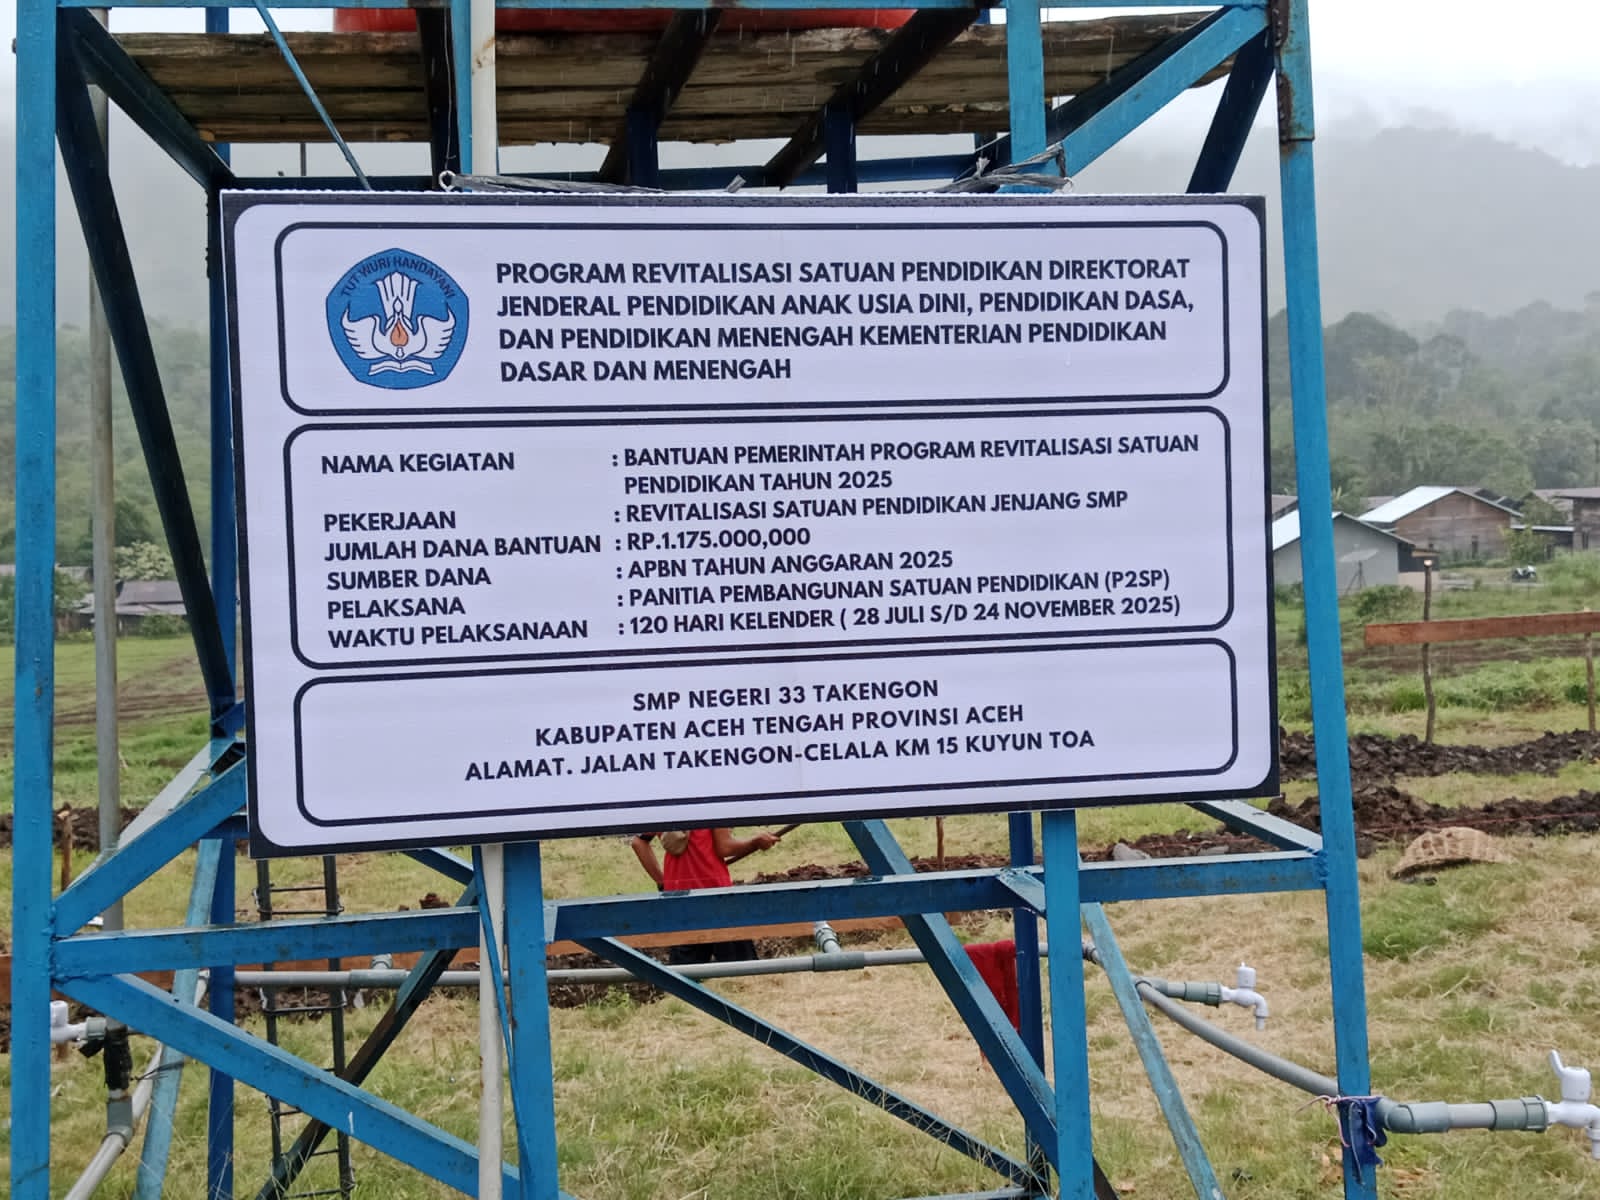 TUT WURI HANDAYANI
PROGRAM REVITALISASI SATUAN PENDIDIKAN DIREKTORAT
JENDERAL PENDIDIKAN ANAK USIA DINI, PENDIDIKAN DASA,
DAN PENDIDIKAN MENENGAH KEMENTERIAN PENDIDIKAN
DASAR DAN MENENGAH
NAMA KEGIATAN : BANTUAN PEMERINTAH PROGRAM REVITALISASI SATUAN
PENDIDIKAN TAHUN 2025
PEKERJAAN : REVITALISASI SATUAN PENDIDIKAN JENJANG SMP
JUMLAH DANA BANTUAN : RP.1.175.000,000
SUMBER DANA : APBN TAHUN ANGGARAN 2025
PELAKSANA : PANITIA PEMBANGUNAN SATUAN PENDIDIKAN (P2SP)
WAKTU PELAKSANAAN : 120 HARI KELENDER ( 28 JULI S/D 24 NOVEMBER 2025)
SMP NEGERI 33 TAKENGON
KABUPATEN ACEH TENGAH PROVINSI ACEH
ALAMAT. JALAN TAKENGON-CELALA KM 15 KUYUN TOA